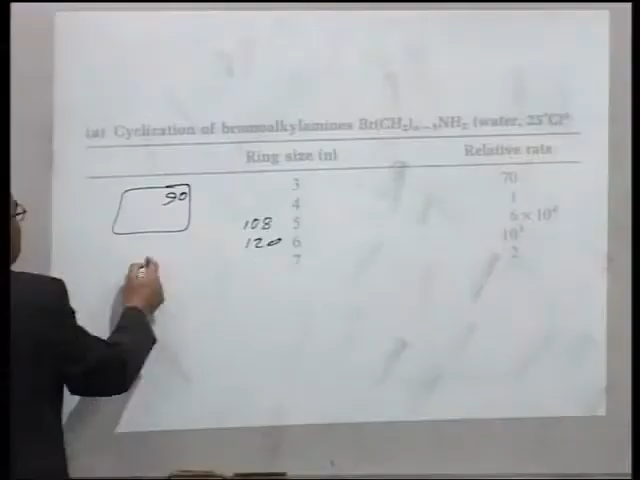 (a) Cyclization of bromoalkylamines Br(CH₂)ₙ₋₁NH₂ (water, 25°C)ᵃ
Ring size (n) Relative rate
3 70
90
4 1
108 5 6 × 10⁴
120 6 10³
7 2